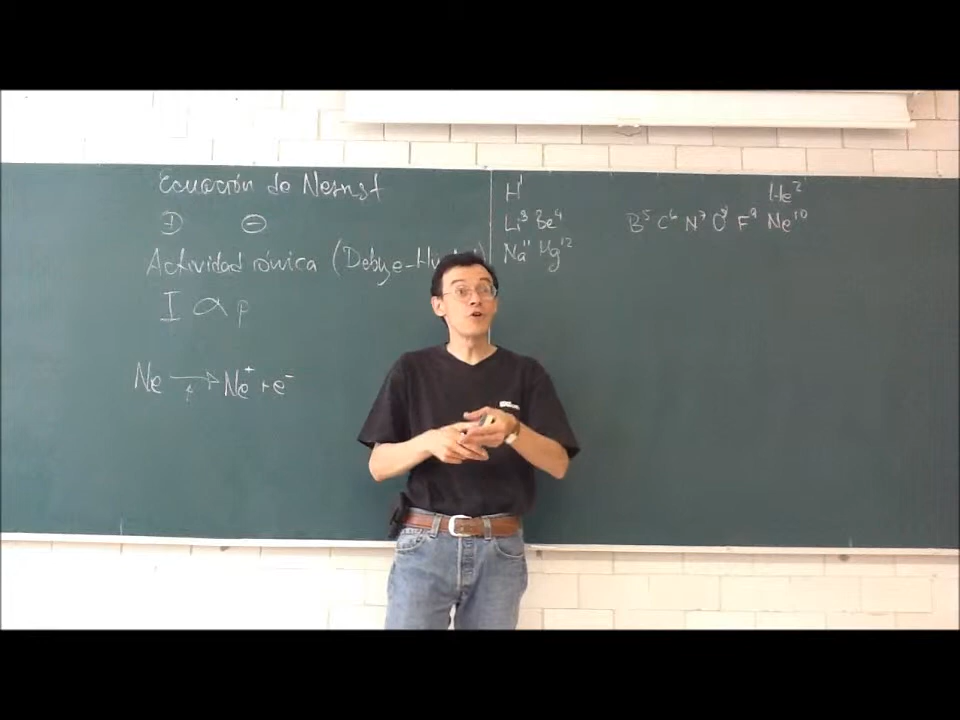 Ecuación de Nernst
D ⊖
Actividad iónica (Debye-Hü
I α p
Ne → Ne⁺ + e⁻
H¹ He²
Li³ Be⁴ B⁵ C⁶ N⁷ O⁸ F⁹ Ne¹⁰
Na¹¹ Mg¹²